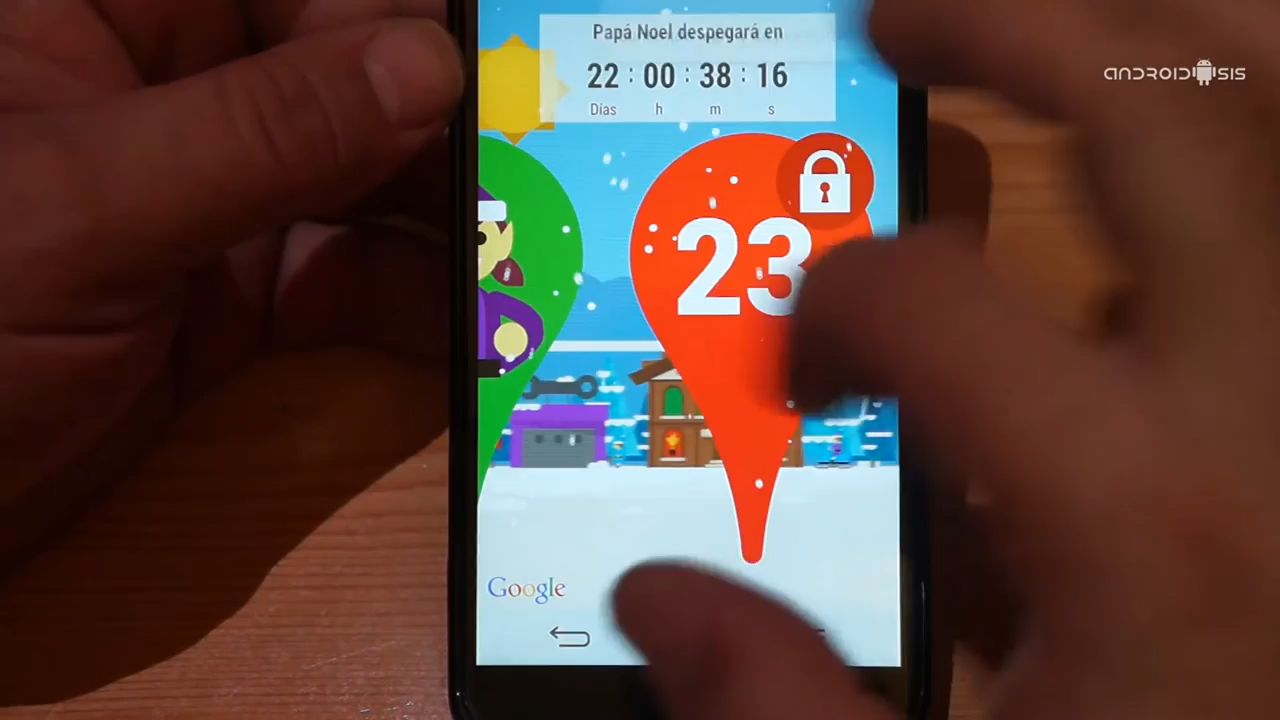 Papá Noel despegará en
22 : 00 : 38 : 16
Días h m s
ANDROIDSIS
23
Google